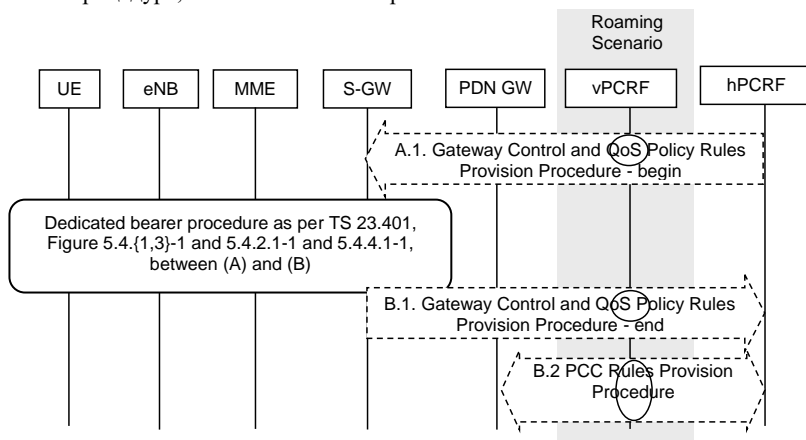 Roaming
Scenario
UE
eNB
MME
S-GW
PDN GW
vPCRF
hPCRF
A.1. Gateway Control and QoS Policy Rules
Provision Procedure - begin
Dedicated bearer procedure as per TS 23.401,
Figure 5.4.{1,3}-1 and 5.4.2.1-1 and 5.4.4.1-1,
between (A) and (B)
B.1. Gateway Control and QoS Policy Rules
Provision Procedure - end
B.2 PCC Rules Provision
Procedure